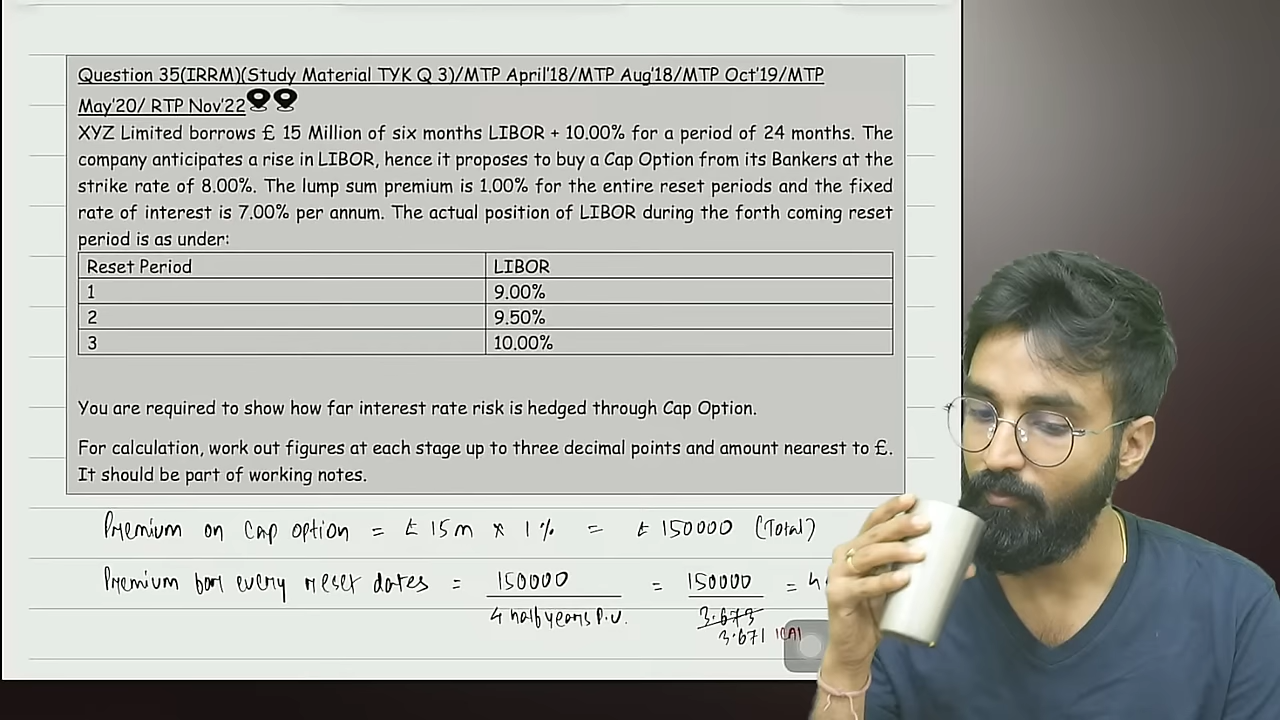 Question 35(IRRM)(Study Material TYK Q 3)/MTP April'18/MTP Aug'18/MTP Oct'19/MTP
May'20/ RTP Nov'22
XYZ Limited borrows £ 15 Million of six months LIBOR + 10.00% for a period of 24 months. The
company anticipates a rise in LIBOR, hence it proposes to buy a Cap Option from its Bankers at the
strike rate of 8.00%. The lump sum premium is 1.00% for the entire reset periods and the fixed
rate of interest is 7.00% per annum. The actual position of LIBOR during the forth coming reset
period is as under:
Reset Period LIBOR
1 9.00%
2 9.50%
3 10.00%
You are required to show how far interest rate risk is hedged through Cap Option.
For calculation, work out figures at each stage up to three decimal points and amount nearest to £.
It should be part of working notes.
Premium on Cap option = £ 15m × 1% = £ 150000 (Total)
Premium for every reset dates = 150000 = 150000 = 4
4 half years P.V. 3.673
3.671 ICAI